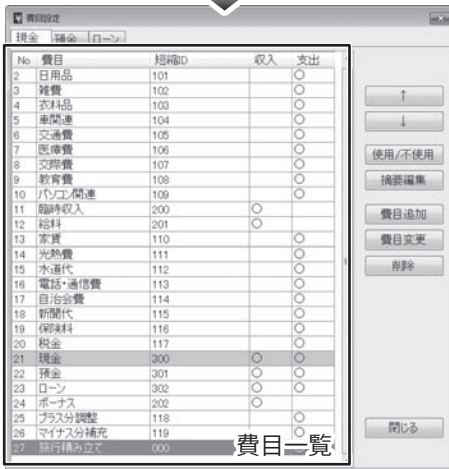 費目設定
現金 預金 ローン
No 費目 短縮ID 収入 支出
2 日用品 101 ○
3 雑費 102 ○
4 衣料品 103 ○
5 車関連 104 ○
6 交通費 105 ○
7 医療費 106 ○
8 交際費 107 ○
9 教育費 108 ○
10 パソコン関連 109 ○
11 臨時収入 200 ○
12 給料 201 ○
13 家賃 110 ○
14 光熱費 111 ○
15 水道代 112 ○
16 電話・通信費 113 ○
17 自治会費 114 ○
18 新聞代 115 ○
19 保険料 116 ○
20 税金 117 ○
21 現金 300 ○ ○
22 預金 301 ○ ○
23 ローン 302 ○ ○
24 ボーナス 202 ○
25 プラス分調整 118 ○
26 マイナス分補充 119 ○
27 旅行積み立て 000
費目一覧
↑
↓
使用/不使用
摘要編集
費目追加
費目変更
削除
閉じる